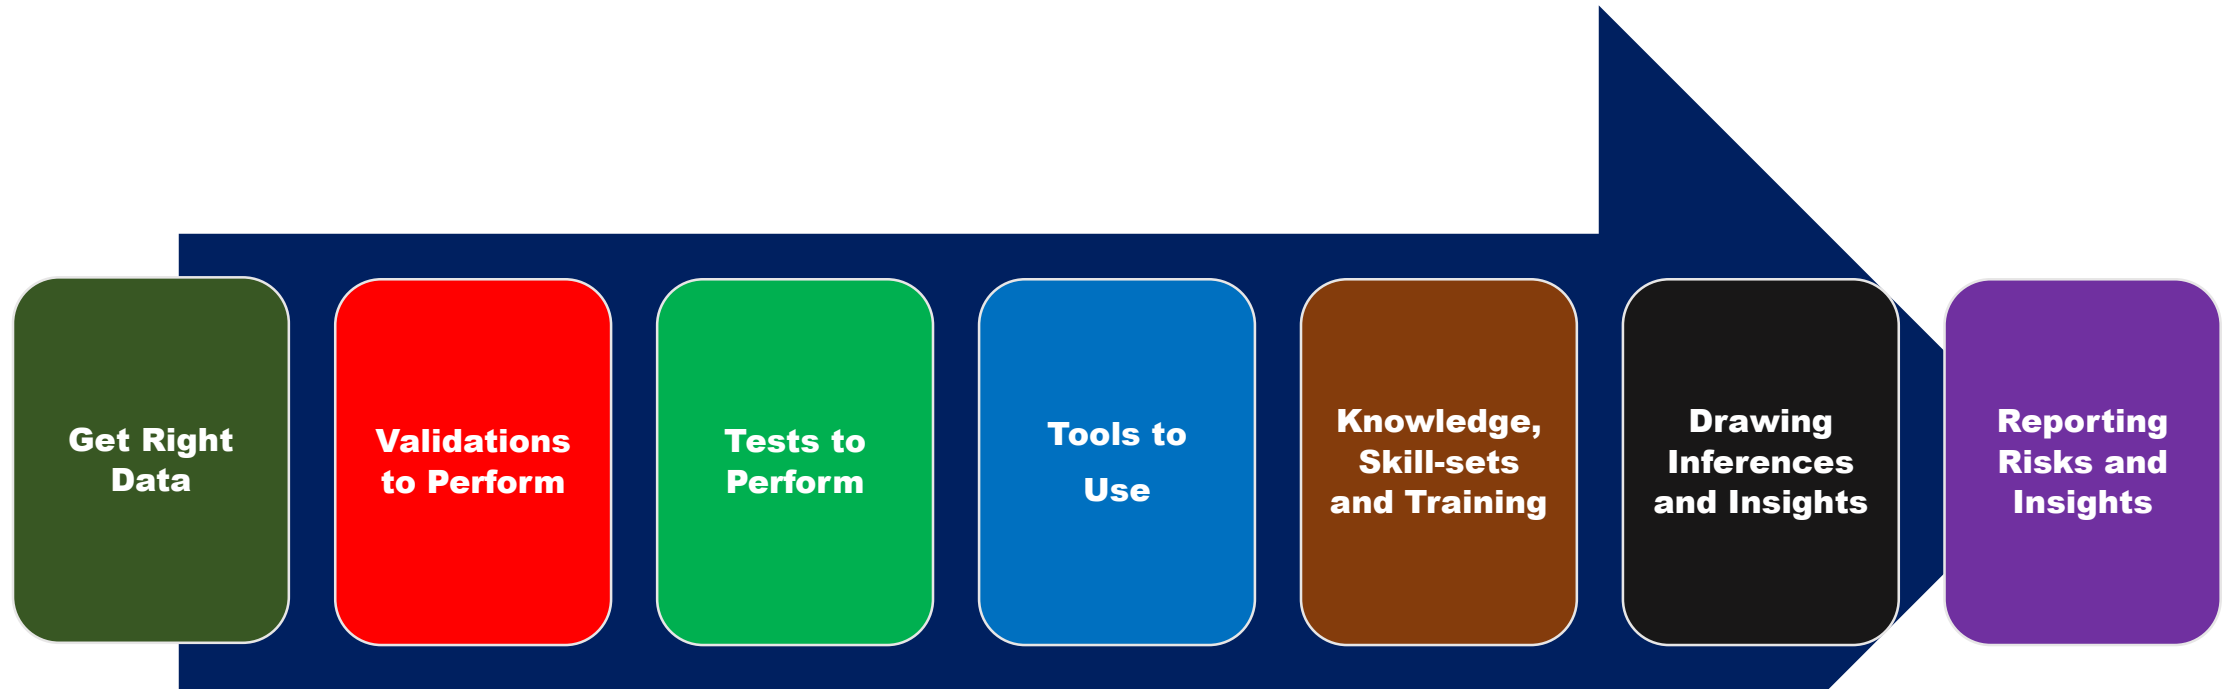 Get Right
Data
Validations
to Perform
Tests to
Perform
Tools to
Use
Knowledge,
Skill-sets
and Training
Drawing
Inferences
and Insights
Reporting
Risks and
Insights